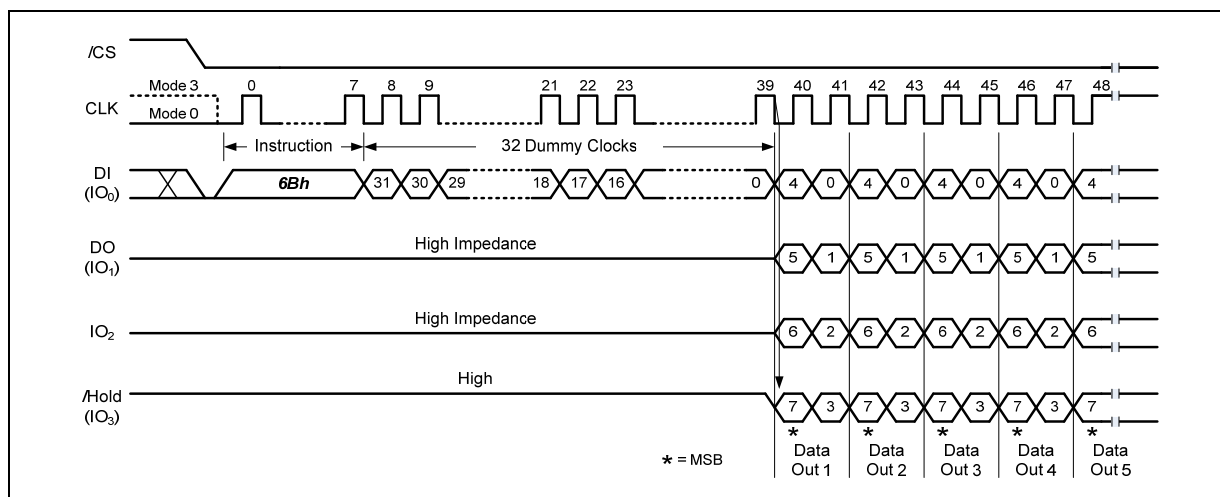 /CS
Mode 3 0 7 8 9 21 22 23 39 40 41 42 43 44 45 46 47 48
CLK
Mode 0
Instruction 32 Dummy Clocks
DI
(IO0)
6Bh 31 30 29 18 17 16 0 4 0 4 0 4 0 4 0 4
DO
(IO1)
High Impedance 5 1 5 1 5 1 5 1 5
IO2
High Impedance 6 2 6 2 6 2 6 2 6
/Hold
(IO3)
High 7 3 7 3 7 3 7 3 7
* * * * *
* = MSB
Data
Out 1
Data
Out 2
Data
Out 3
Data
Out 4
Data
Out 5